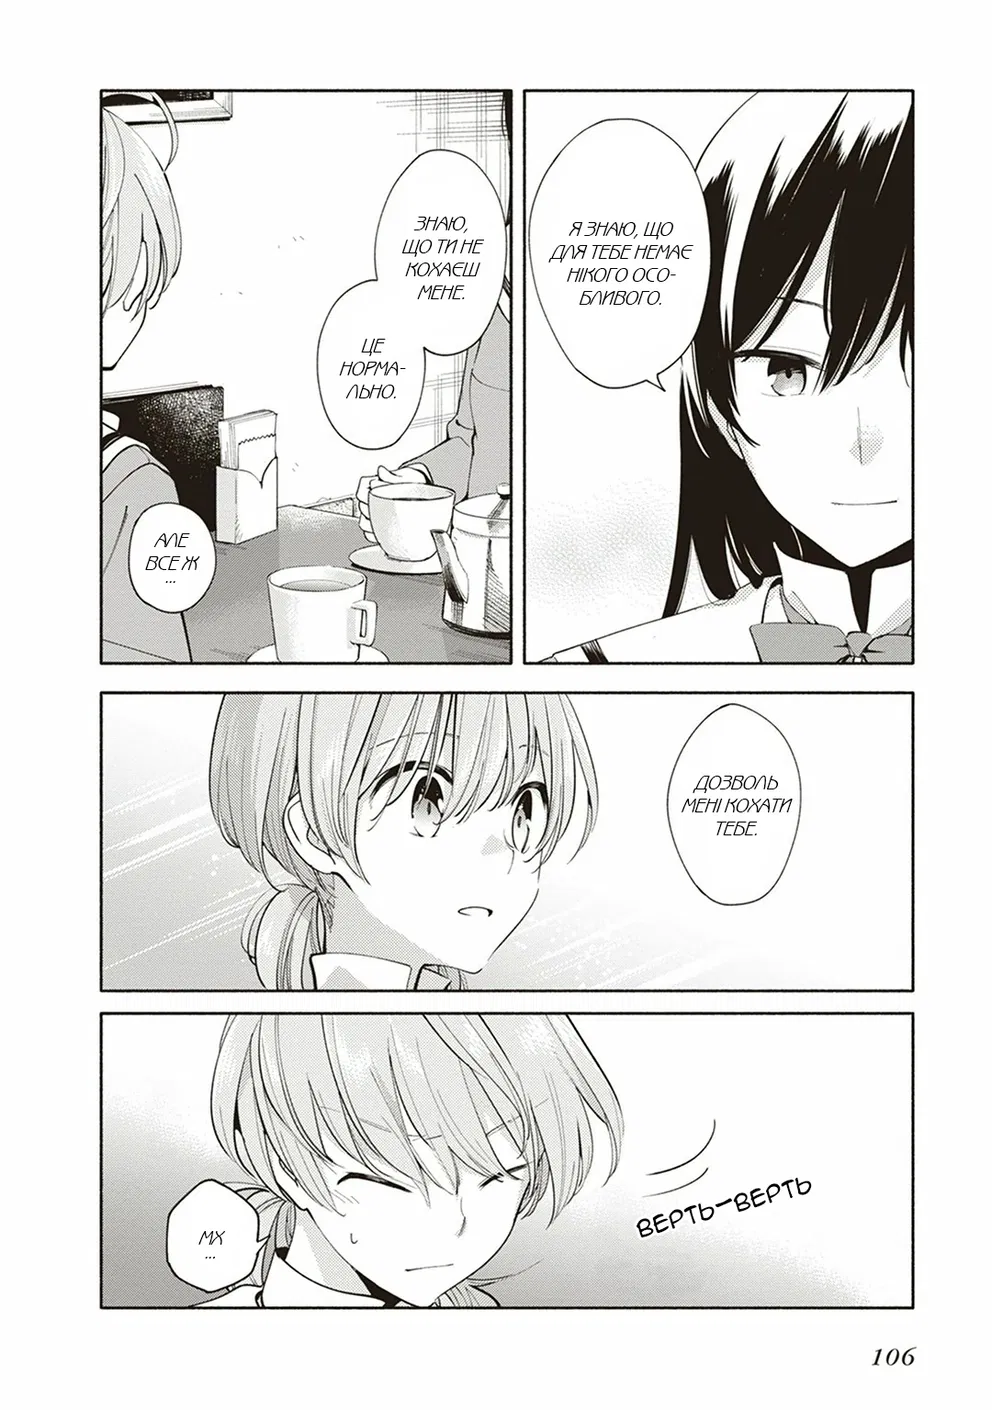 Я ЗНАЮ, ЩО
ДЛЯ ТЕБЕ НЕМАЄ
НІКОГО ОСО-
БЛИВОГО.
ЗНАЮ,
ЩО ТИ НЕ
КОХАЄШ
МЕНЕ.
ЦЕ
НОРМА-
ЛЬНО.
АЛЕ
ВСЕ Ж
...
ДОЗВОЛЬ
МЕНІ КОХАТИ
ТЕБЕ.
ВЕРТЬ-ВЕРТЬ
МХ
...
106